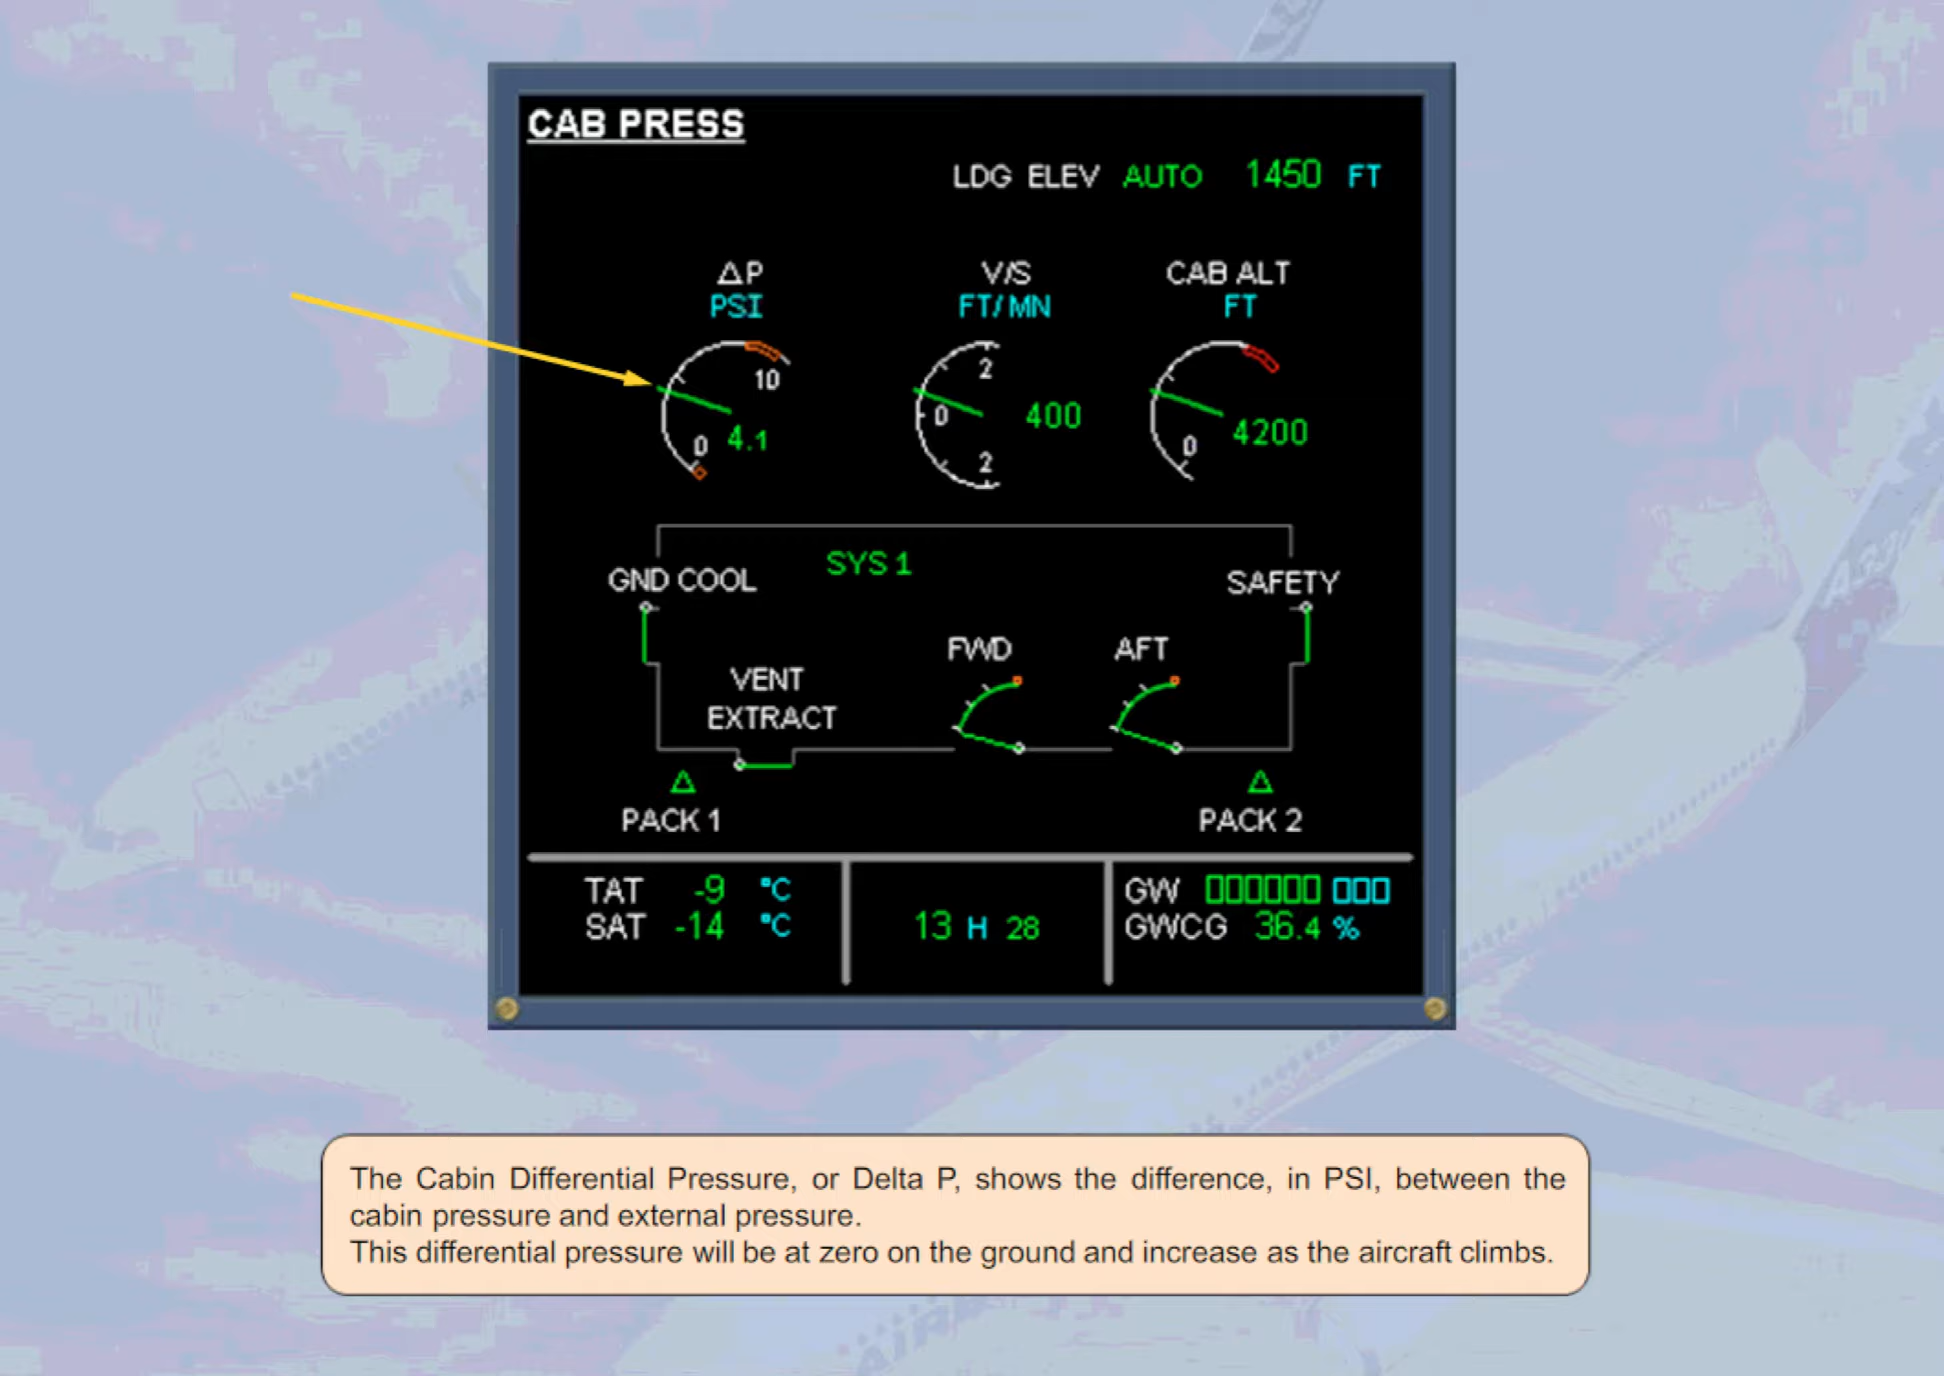 CAB PRESS
LDG ELEV AUTO 1450 FT
ΔP V/S CAB ALT
PSI FT/MN FT
10 2
0 400
4.1 4200
0 2 0
SYS 1
GND COOL SAFETY
FWD AFT
VENT
EXTRACT
PACK 1 PACK 2
TAT -9 °C GW
SAT -14 °C 13 H 28 GWCG 36.4 %
The Cabin Differential Pressure, or Delta P, shows the difference, in PSI, between the
cabin pressure and external pressure.
This differential pressure will be at zero on the ground and increase as the aircraft climbs.